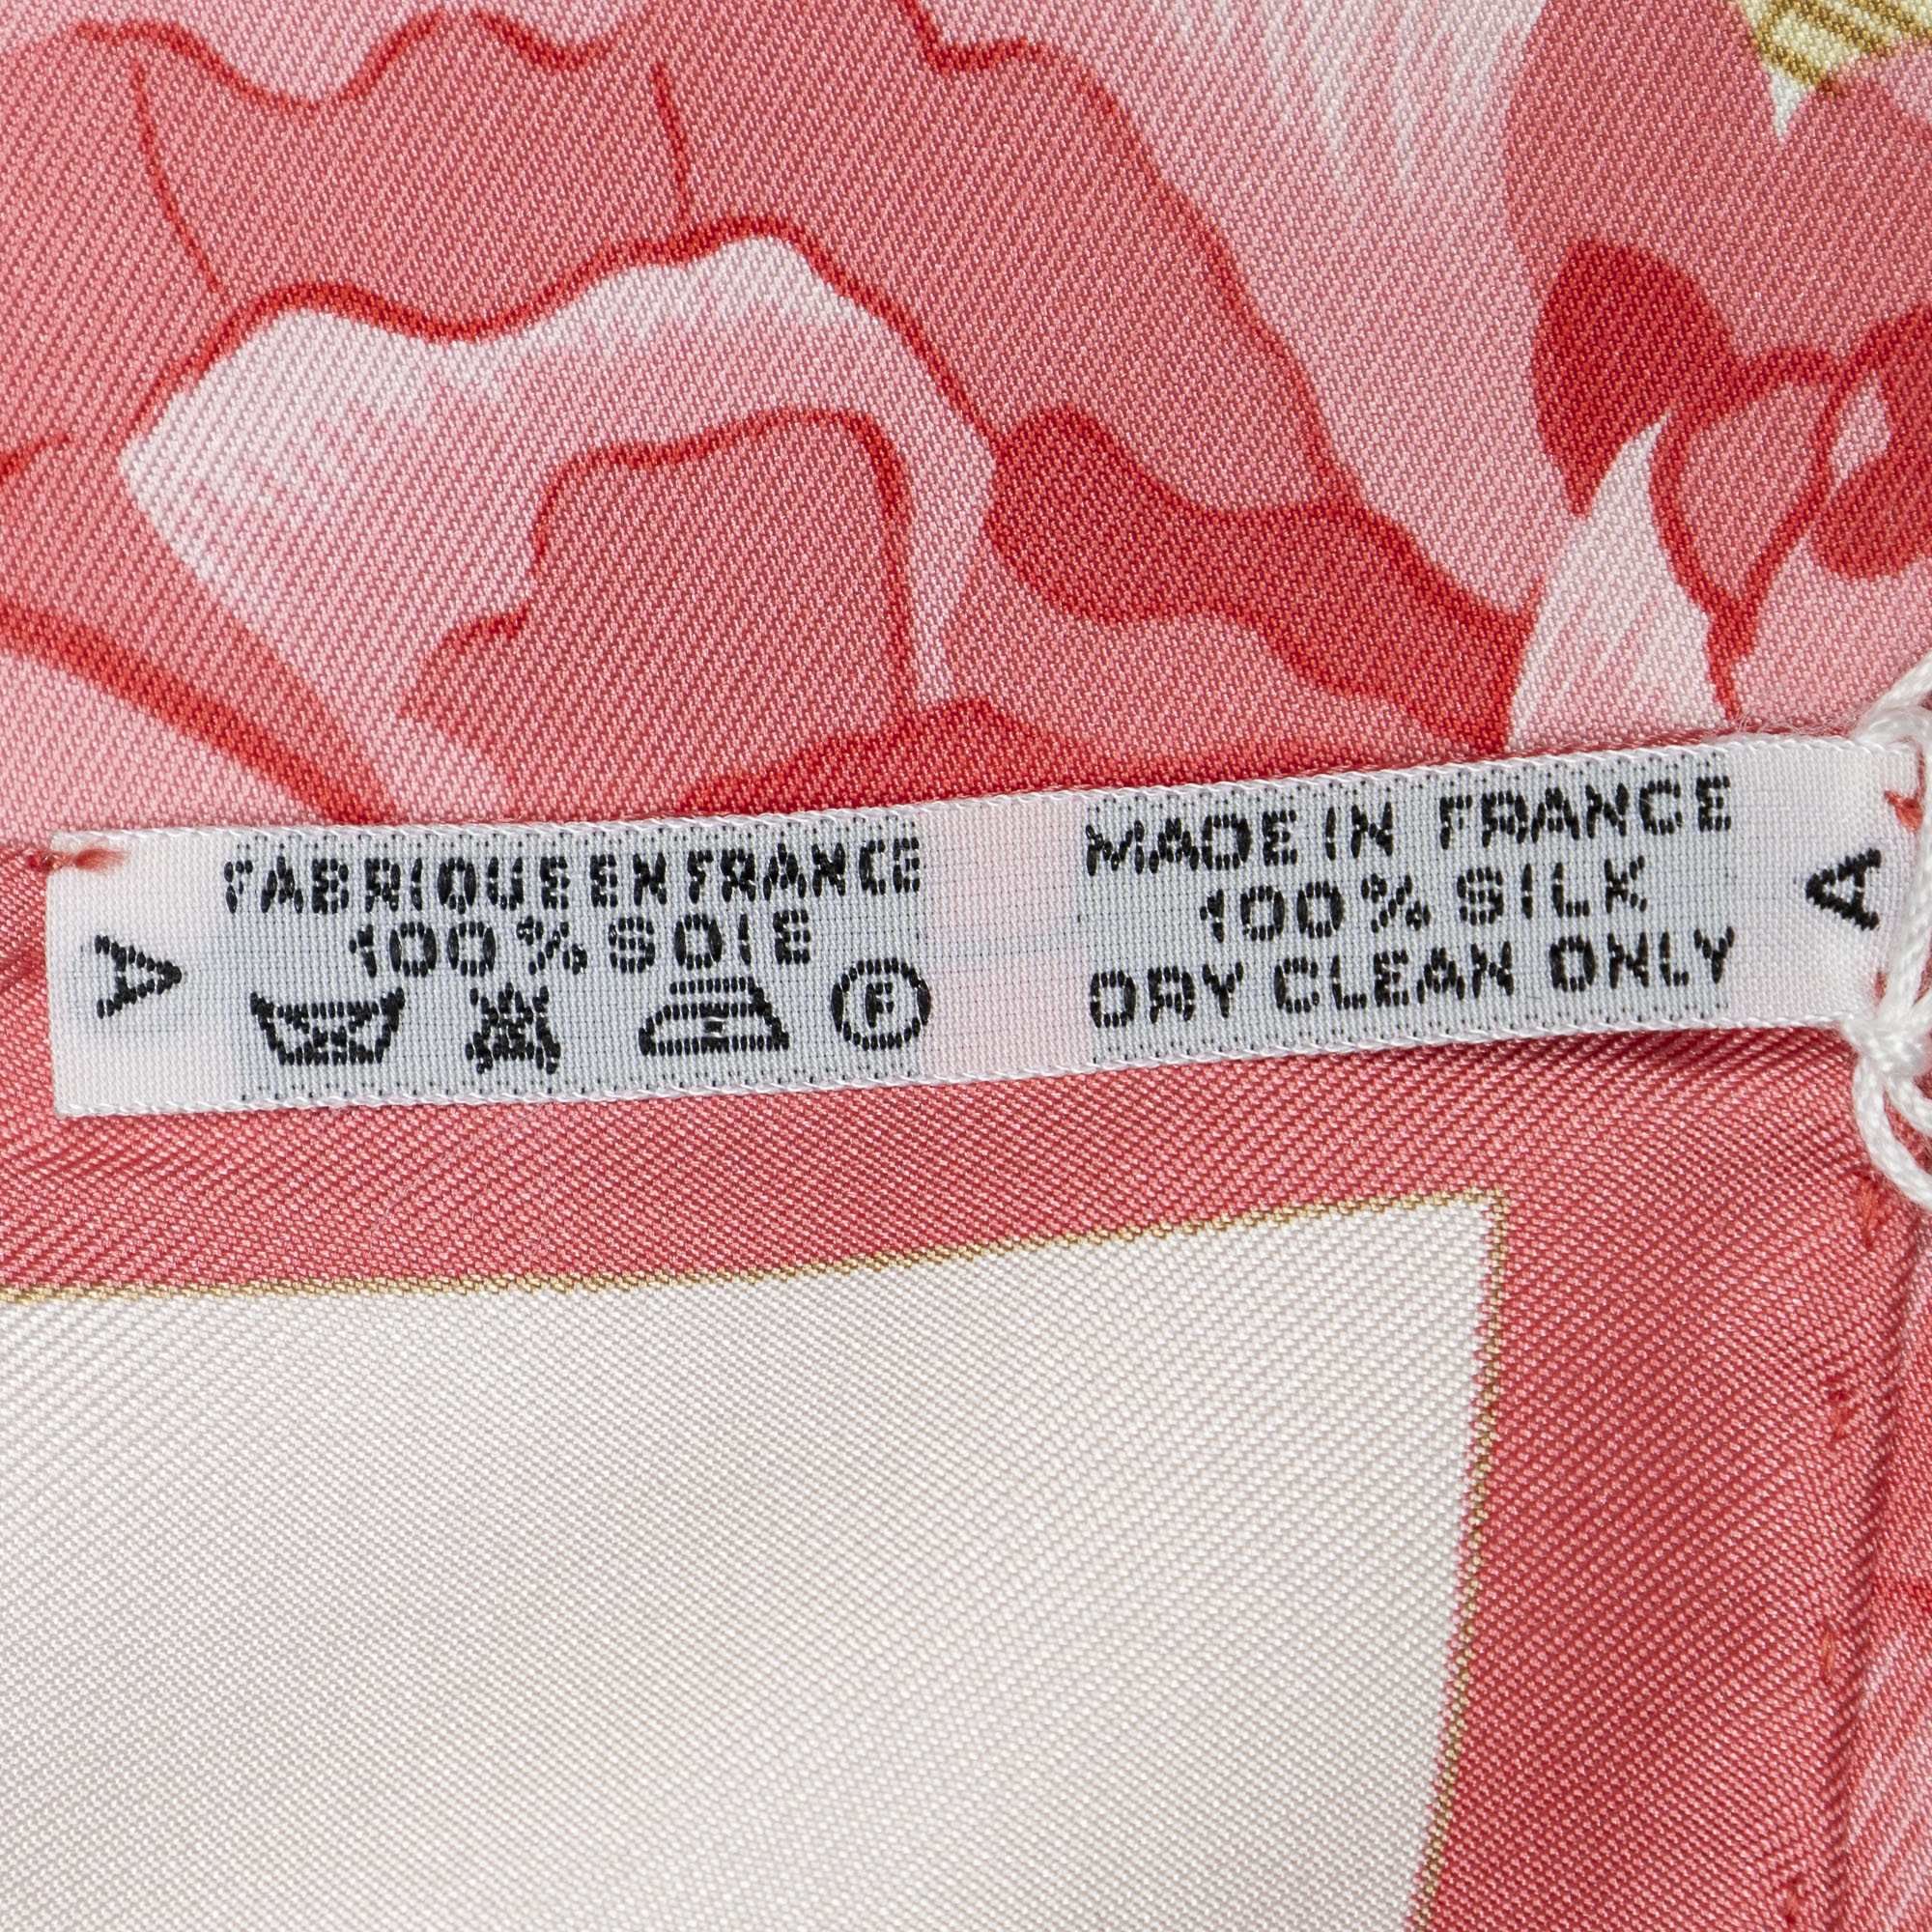 A
FABRIQUE EN FRANCE
100% SOIE
F
MADE IN FRANCE
100% SILK
DRY CLEAN ONLY
A